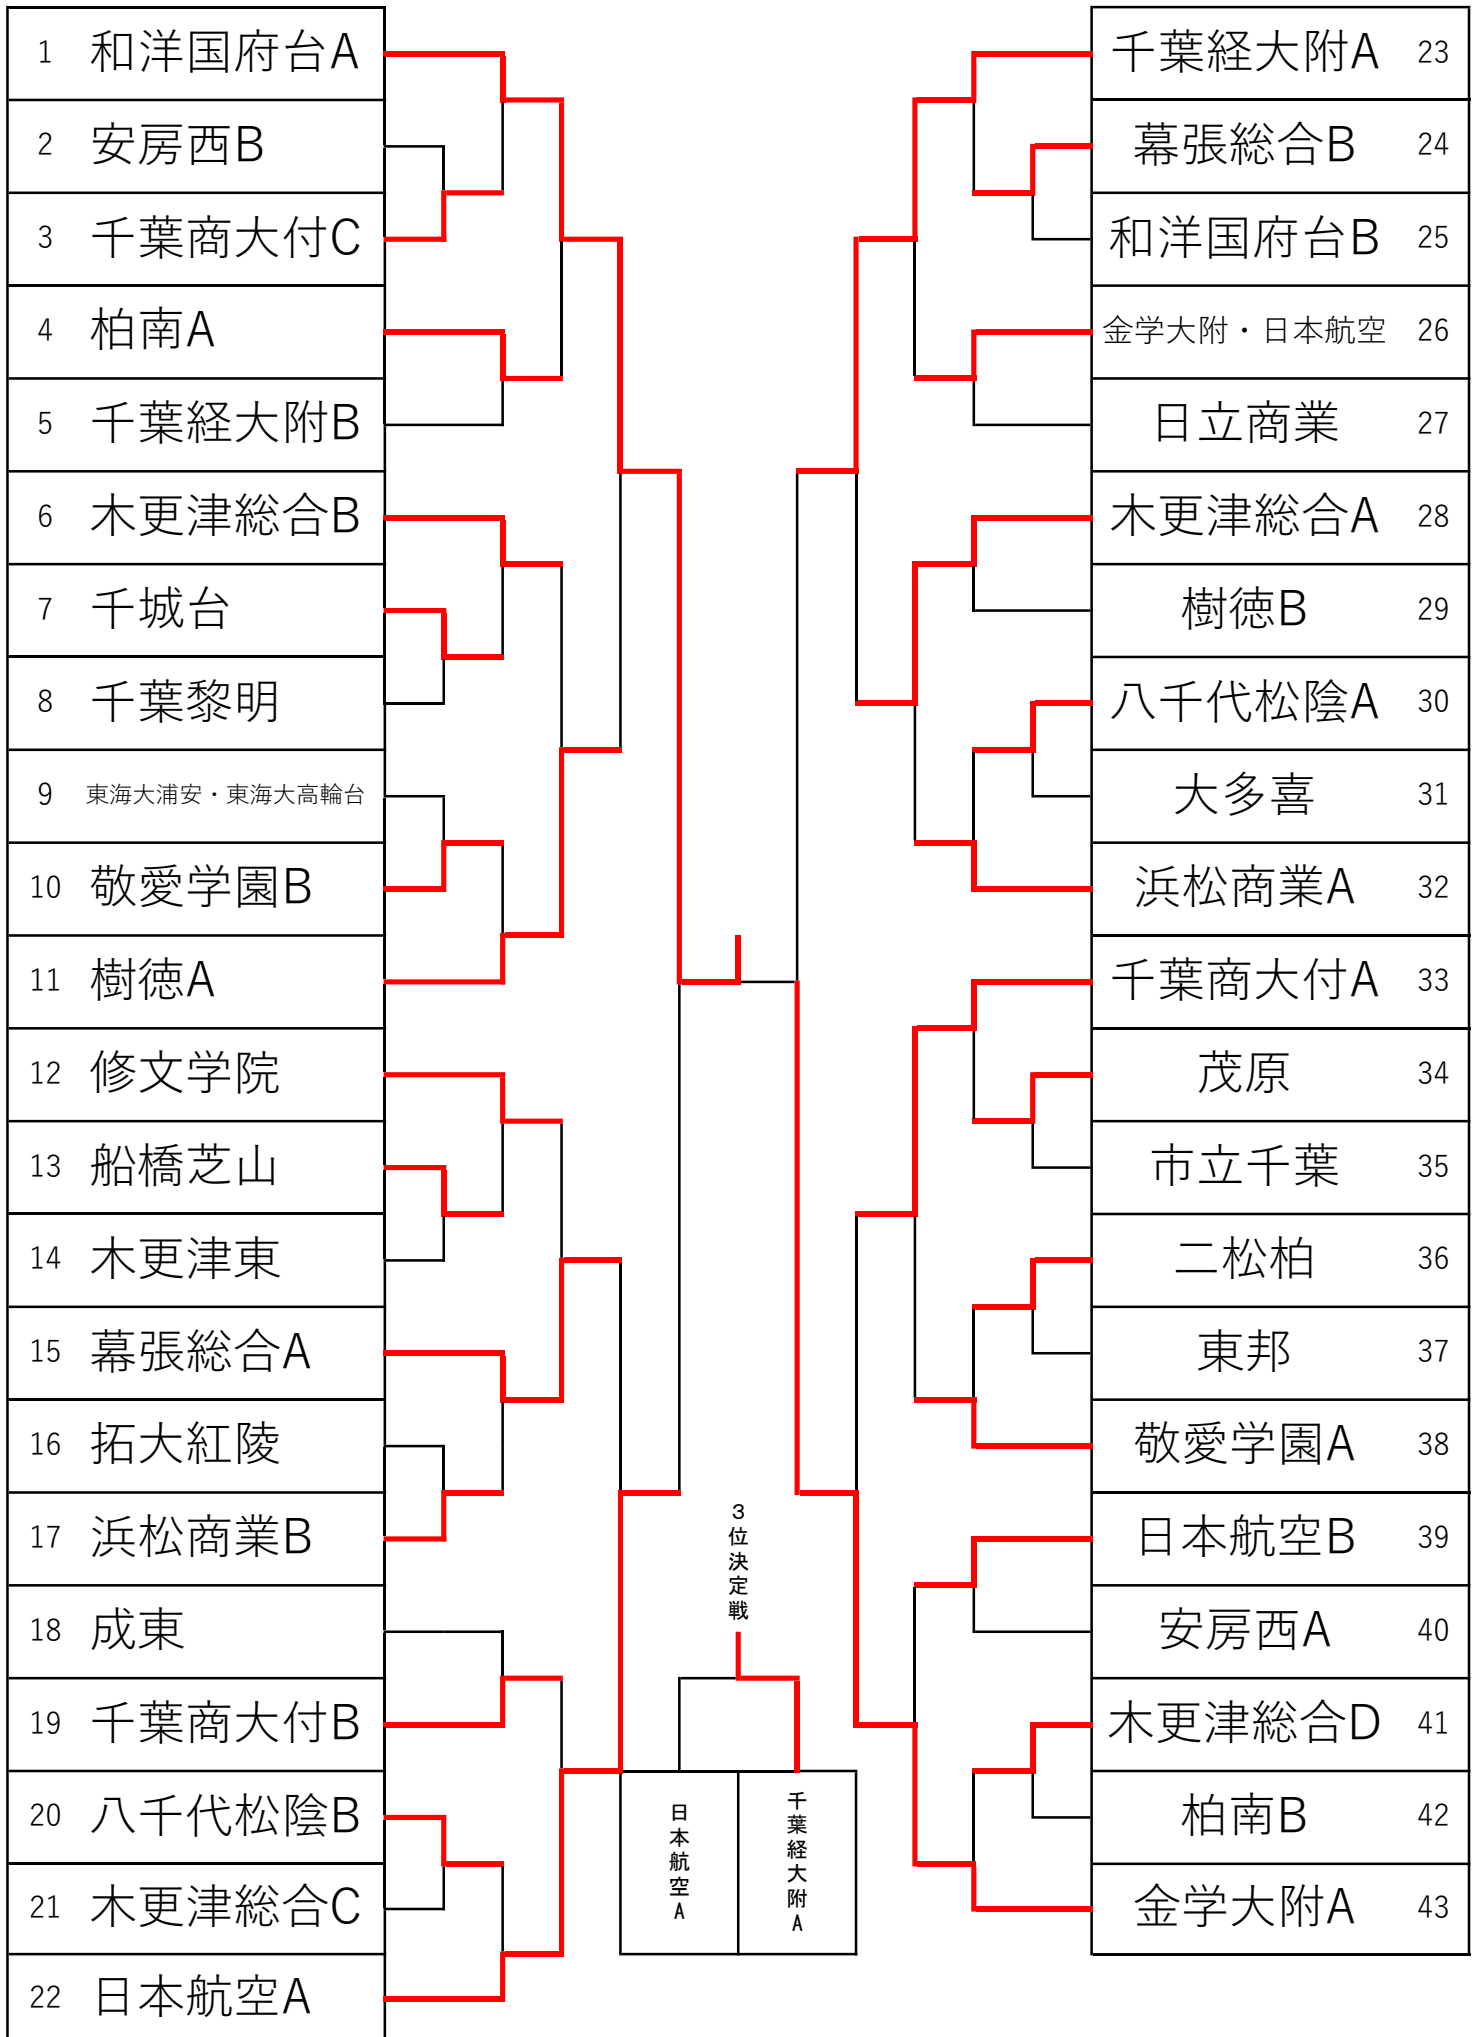 1 和洋国府台A
2 安房西B
3 千葉商大付C
4 柏南A
5 千葉経大附B
6 木更津総合B
7 千城台
8 千葉黎明
9 東海大浦安・東海大高輪台
10 敬愛学園B
11 樹徳A
12 修文学院
13 船橋芝山
14 木更津東
15 幕張総合A
16 拓大紅陵
17 浜松商業B
18 成東
19 千葉商大付B
20 八千代松陰B
21 木更津総合C
22 日本航空A
3位決定戦
日本航空A
千葉経大附A
千葉経大附A 23
幕張総合B 24
和洋国府台B 25
金学大附・日本航空 26
日立商業 27
木更津総合A 28
樹徳B 29
八千代松陰A 30
大多喜 31
浜松商業A 32
千葉商大付A 33
茂原 34
市立千葉 35
二松柏 36
東邦 37
敬愛学園A 38
日本航空B 39
安房西A 40
木更津総合D 41
柏南B 42
金学大附A 43